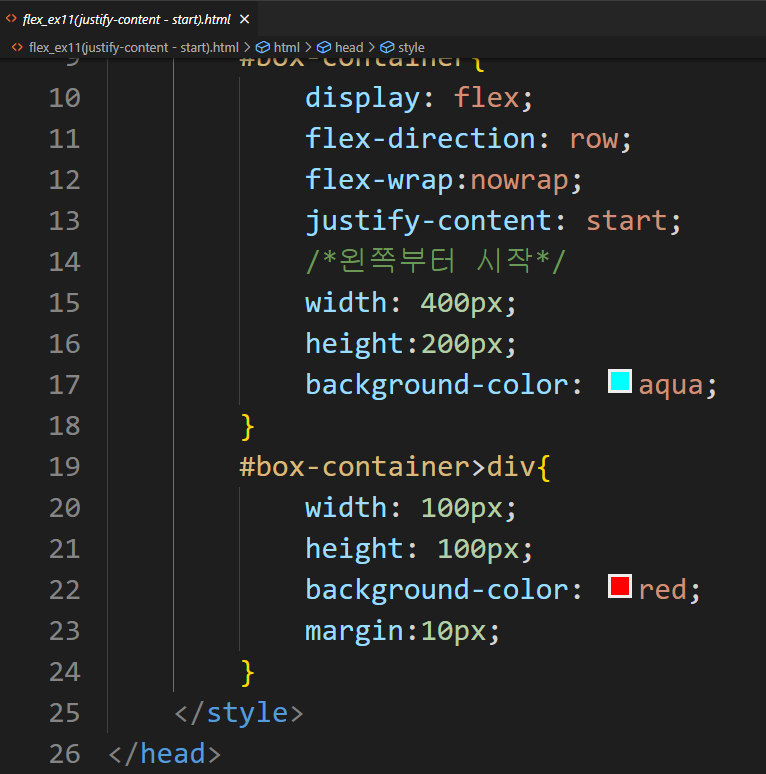 flex_ex11(justify-content - start).html
flex_ex11(justify-content - start).html > html > head > style
9 #box-container{
10 display: flex;
11 flex-direction: row;
12 flex-wrap:nowrap;
13 justify-content: start;
14 /*왼쪽부터 시작*/
15 width: 400px;
16 height:200px;
17 background-color: aqua;
18 }
19 #box-container>div{
20 width: 100px;
21 height: 100px;
22 background-color: red;
23 margin:10px;
24 }
25 </style>
26 </head>